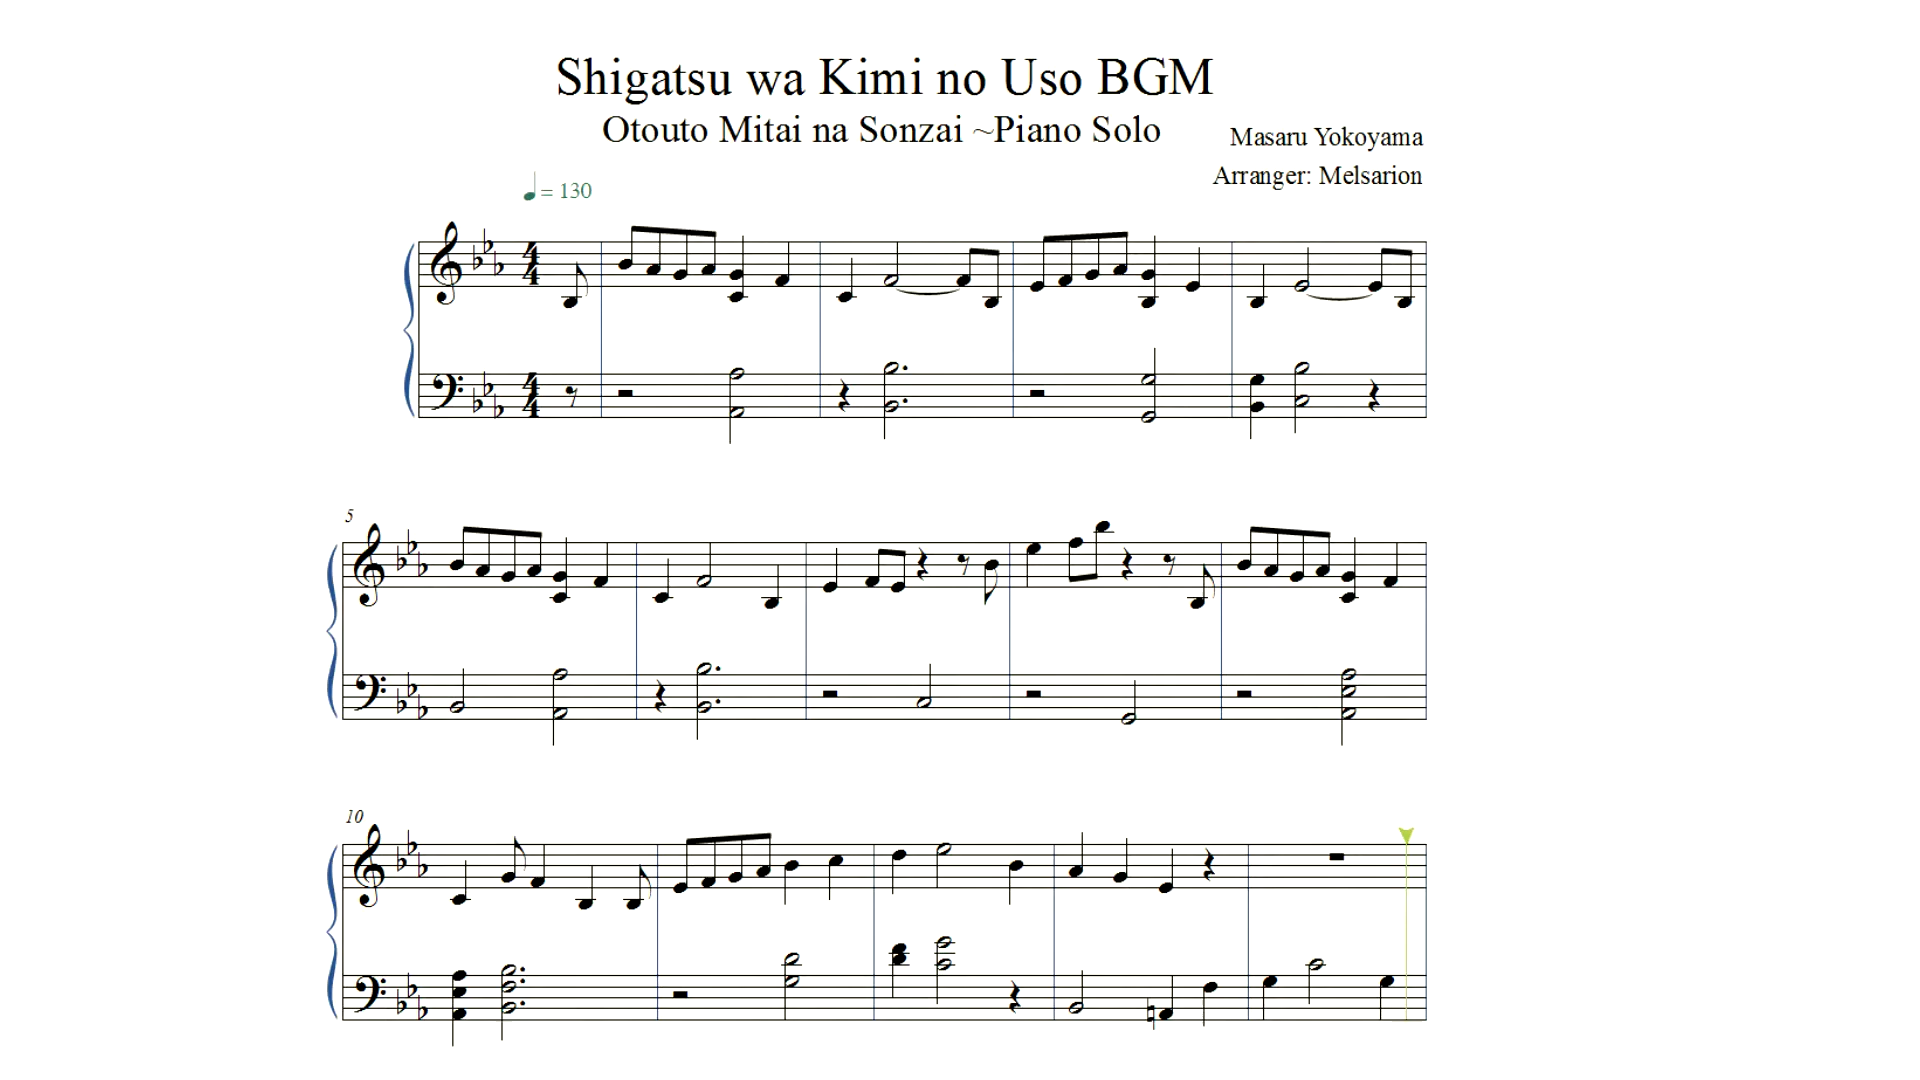 Shigatsu wa Kimi no Uso BGM
Otouto Mitai na Sonzai ~Piano Solo
Masaru Yokoyama
Arranger: Melsarion
= 130
4
4
4
4
5
10